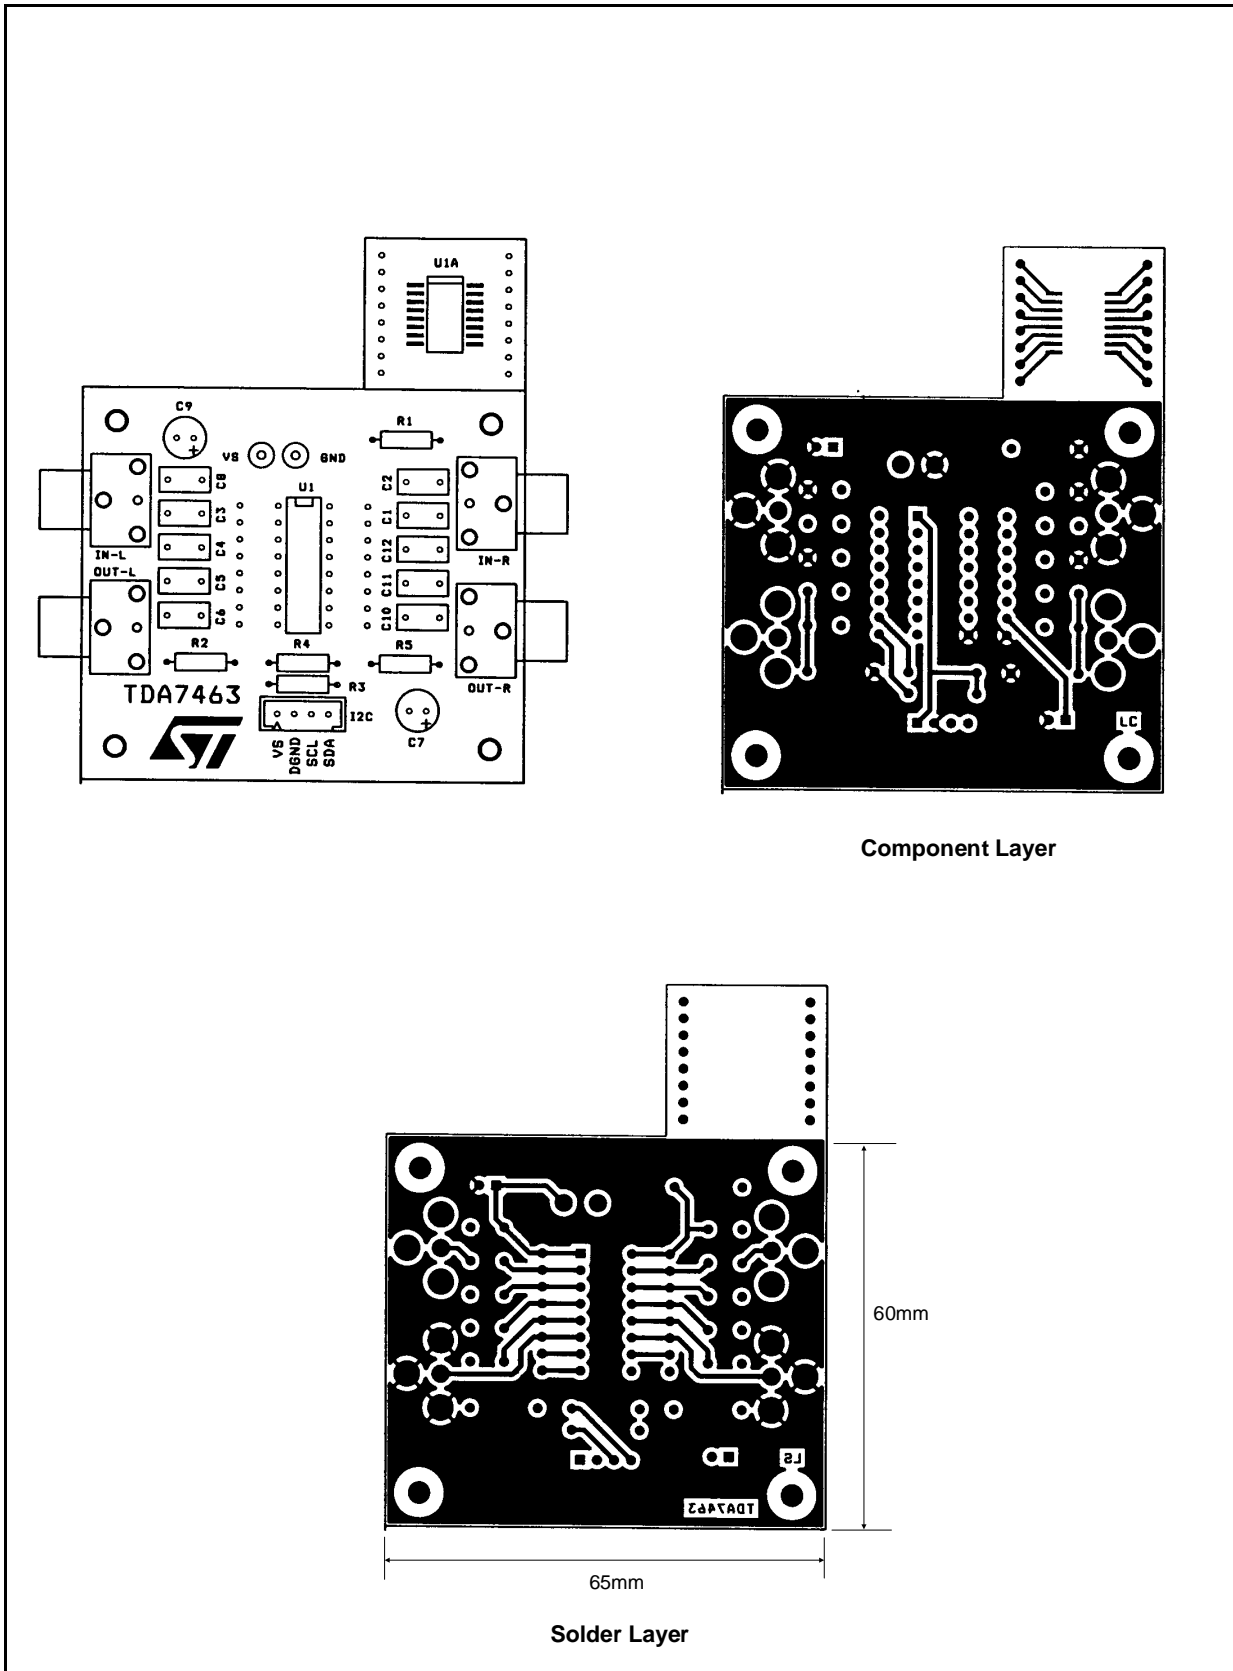 U1A
C9
R1
VS
GND
U1
C8
C2
C3
C1
C4
C12
IN-L
IN-R
OUT-L
C5
C11
C6
C10
R2
R4
R5
R3
OUT-R
TDA7463
I2C
C7
ST
VS
DGND
SCL
SDA
LC
Component Layer
60mm
LS
TDA7463
65mm
Solder Layer